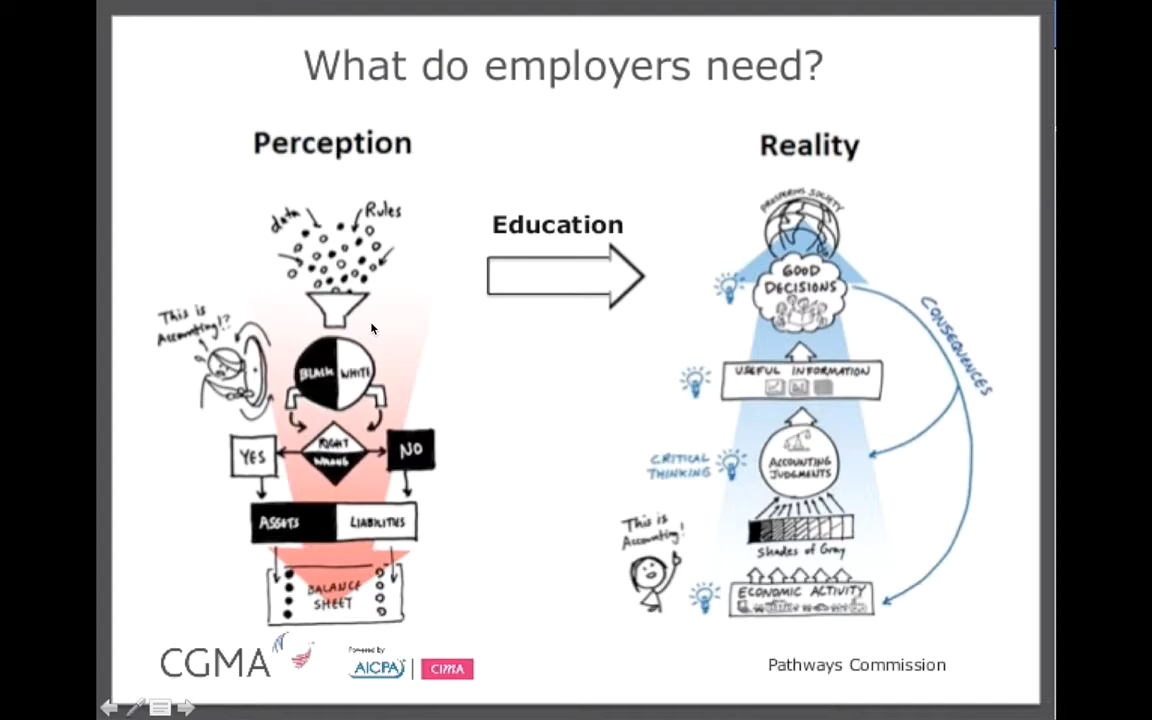 What do employers need?
Perception
data
Rules
This is
Accounting!?
BLACK WHITE
RIGHT
WRONG
YES
NO
ASSETS
LIABILITIES
BALANCE
SHEET
Education
Reality
PROSPEROUS SOCIETY
GOOD
DECISIONS
CONSEQUENCES
USEFUL INFORMATION
CRITICAL
THINKING
ACCOUNTING
JUDGMENTS
Shades of Gray
This is
Accounting!
ECONOMIC ACTIVITY
CGMA
Powered by
AICPA
CIMA
Pathways Commission